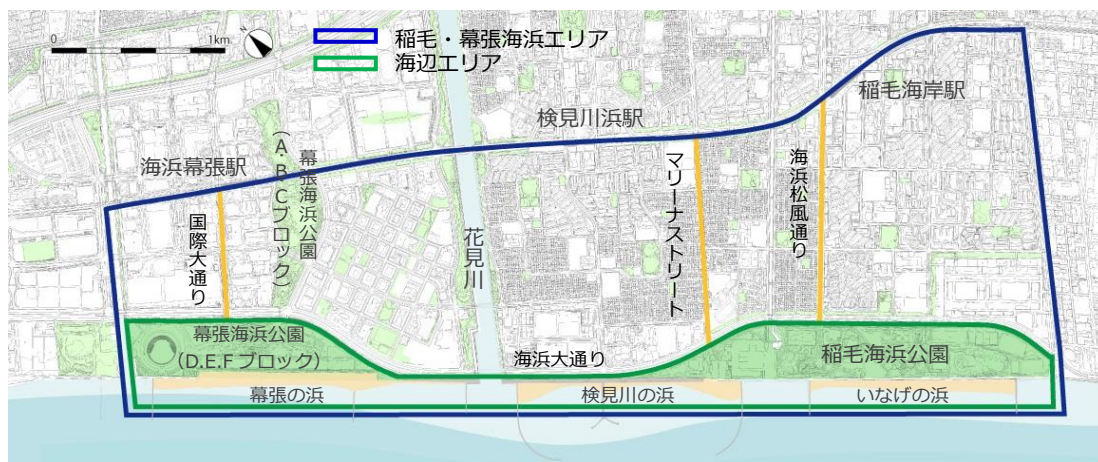 0
1km
N
稲毛・幕張海浜エリア
海辺エリア
海浜幕張駅
検見川浜駅
稲毛海岸駅
幕張海浜公園
(A・B・Cブロック)
国際大通り
花見川
マリーナストリート
海浜松風通り
幕張海浜公園
(D.E.Fブロック)
海浜大通り
稲毛海浜公園
幕張の浜
検見川の浜
いなげの浜